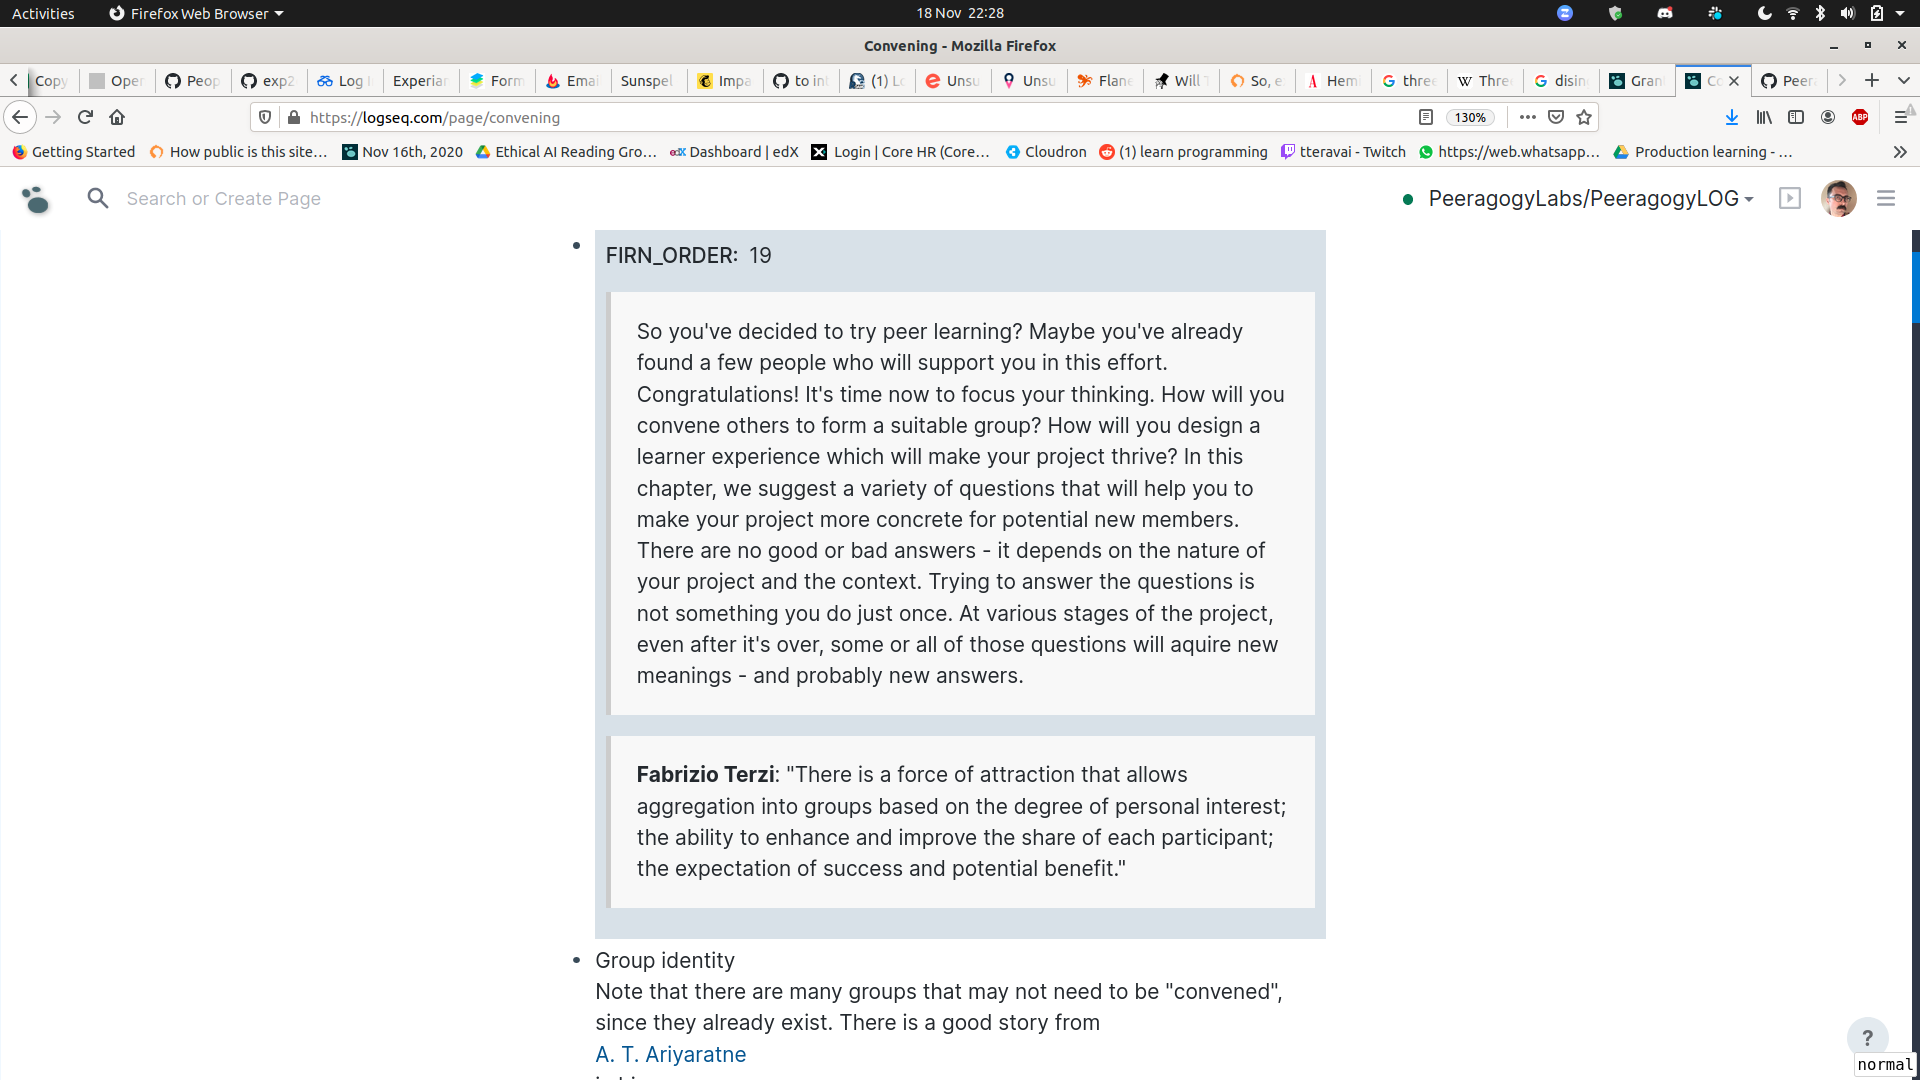 Activities Firefox Web Browser 18 Nov 22:28
Convening - Mozilla Firefox
Copy Oper Peop exp2 Log Experian Form Emai Sunspel Impa to int (1) Lo Unsu Unsu Flane Will T So, e Hemi thre Thre disin Gran Co Peer
https://logseq.com/page/convening 130%
Getting Started How public is this site… Nov 16th, 2020 Ethical AI Reading Gro… Dashboard | edX Login | Core HR (Core… Cloudron (1) learn programming tteravai - Twitch https://web.whatsapp… Production learning - …
Search or Create Page PeeragogyLabs/PeeragogyLOG
FIRN_ORDER: 19
So you've decided to try peer learning? Maybe you've already
found a few people who will support you in this effort.
Congratulations! It's time now to focus your thinking. How will you
convene others to form a suitable group? How will you design a
learner experience which will make your project thrive? In this
chapter, we suggest a variety of questions that will help you to
make your project more concrete for potential new members.
There are no good or bad answers - it depends on the nature of
your project and the context. Trying to answer the questions is
not something you do just once. At various stages of the project,
even after it's over, some or all of those questions will aquire new
meanings - and probably new answers.
Fabrizio Terzi: "There is a force of attraction that allows
aggregation into groups based on the degree of personal interest;
the ability to enhance and improve the share of each participant;
the expectation of success and potential benefit."
Group identity
Note that there are many groups that may not need to be "convened",
since they already exist. There is a good story from
A. T. Ariyaratne
?
normal